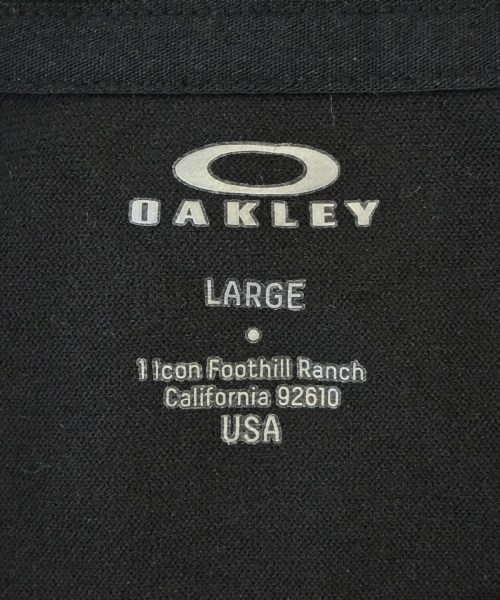 OAKLEY
LARGE
1 Icon Foothill Ranch
California 92610
USA